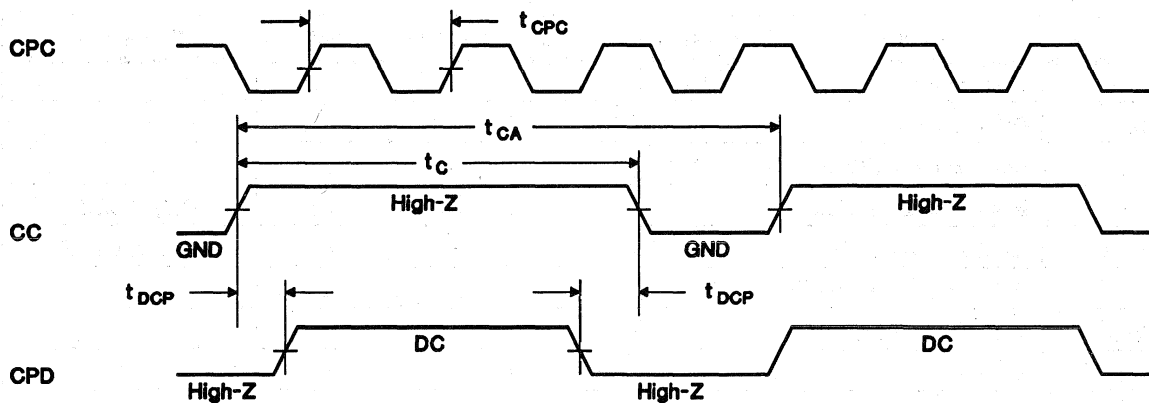 CPC
t CPC
t CA
t C
CC
High-Z
High-Z
GND
GND
t DCP
t DCP
CPD
DC
DC
High-Z
High-Z